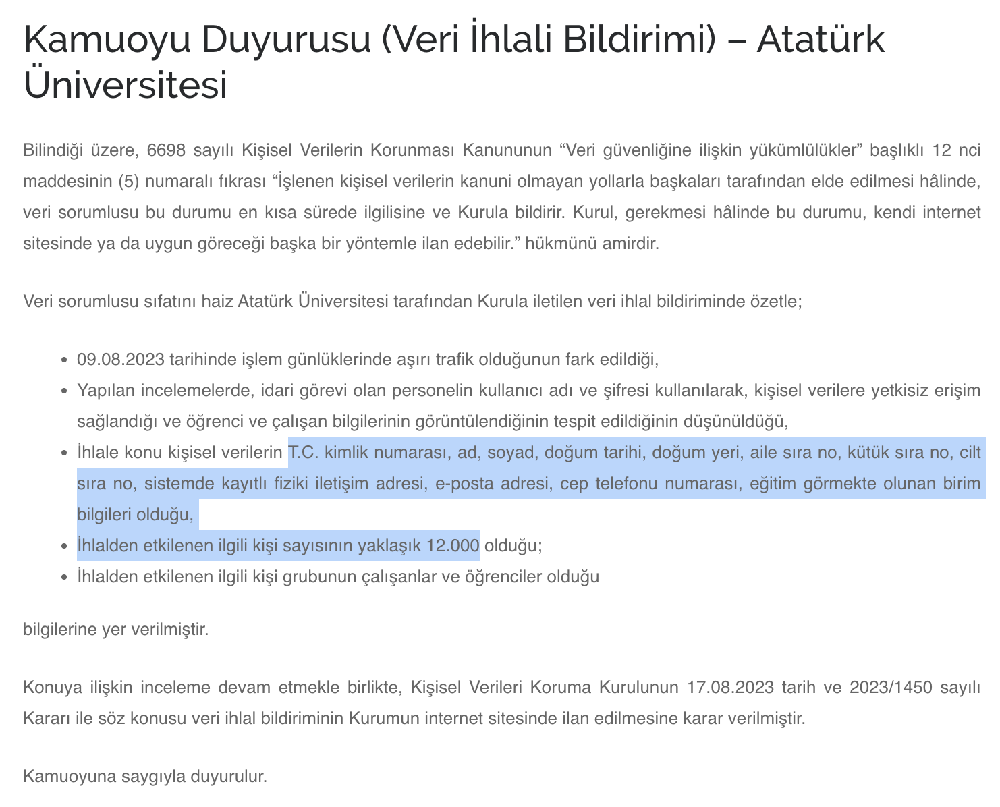 Kamuoyu Duyurusu (Veri İhlali Bildirimi) – Atatürk
Üniversitesi
Bilindiği üzere, 6698 sayılı Kişisel Verilerin Korunması Kanununun “Veri güvenliğine ilişkin yükümlülükler” başlıklı 12 nci
maddesinin (5) numaralı fıkrası “İşlenen kişisel verilerin kanuni olmayan yollarla başkaları tarafından elde edilmesi hâlinde,
veri sorumlusu bu durumu en kısa sürede ilgilisine ve Kurula bildirir. Kurul, gerekmesi hâlinde bu durumu, kendi internet
sitesinde ya da uygun göreceği başka bir yöntemle ilan edebilir.” hükmünü amirdir.
Veri sorumlusu sıfatını haiz Atatürk Üniversitesi tarafından Kurula iletilen veri ihlal bildiriminde özetle;
• 09.08.2023 tarihinde işlem günlüklerinde aşırı trafik olduğunun fark edildiği,
• Yapılan incelemelerde, idari görevi olan personelin kullanıcı adı ve şifresi kullanılarak, kişisel verilere yetkisiz erişim
sağlandığı ve öğrenci ve çalışan bilgilerinin görüntülendiğinin tespit edildiğinin düşünüldüğü,
• İhlale konu kişisel verilerin T.C. kimlik numarası, ad, soyad, doğum tarihi, doğum yeri, aile sıra no, kütük sıra no, cilt
sıra no, sistemde kayıtlı fiziki iletişim adresi, e-posta adresi, cep telefonu numarası, eğitim görmekte olunan birim
bilgileri olduğu,
• İhlalden etkilenen ilgili kişi sayısının yaklaşık 12.000 olduğu;
• İhlalden etkilenen ilgili kişi grubunun çalışanlar ve öğrenciler olduğu
bilgilerine yer verilmiştir.
Konuya ilişkin inceleme devam etmekle birlikte, Kişisel Verileri Koruma Kurulunun 17.08.2023 tarih ve 2023/1450 sayılı
Kararı ile söz konusu veri ihlal bildiriminin Kurumun internet sitesinde ilan edilmesine karar verilmiştir.
Kamuoyuna saygıyla duyurulur.